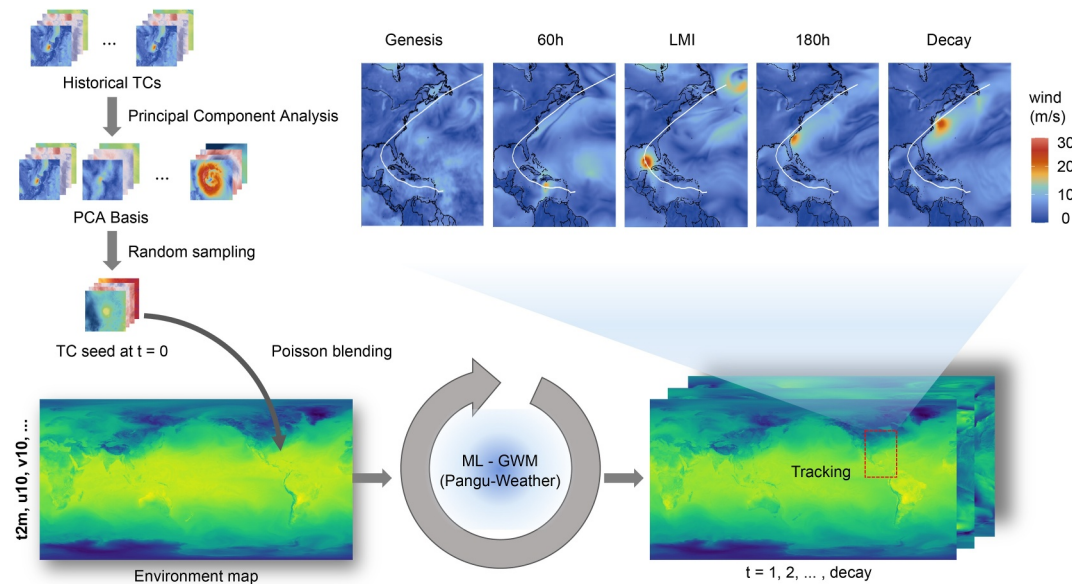 ...
Historical TCs
Principal Component Analysis
...
PCA Basis
Random sampling
TC seed at t = 0
Poisson blending
Genesis
60h
LMI
180h
Decay
wind
(m/s)
30
20
10
0
t2m, u10, v10, ...
Environment map
ML - GWM
(Pangu-Weather)
Tracking
t = 1, 2, ... , decay